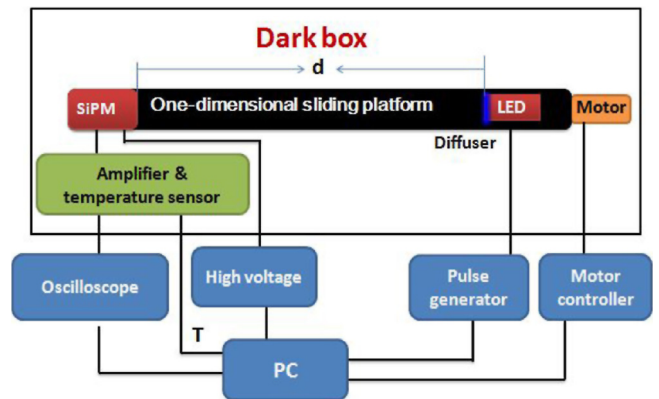 Dark box
d
SiPM
One-dimensional sliding platform
LED
Motor
Diffuser
Amplifier &
temperature sensor
Oscilloscope
High voltage
Pulse
generator
Motor
controller
T
PC